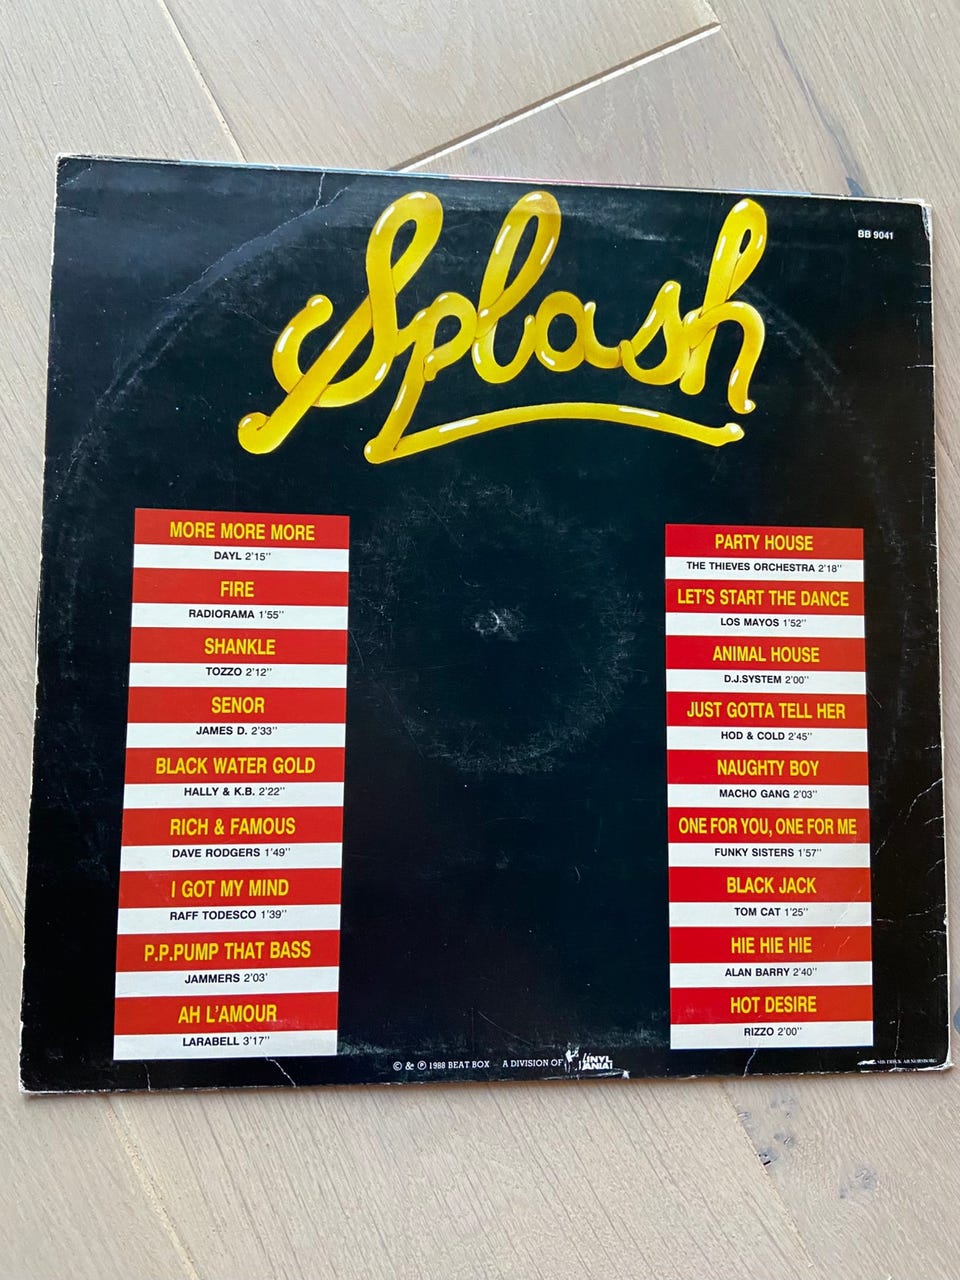 Splash
BB 9041
MORE MORE MORE
DAYL 2'15''
FIRE
RADIORAMA 1'55''
SHANKLE
TOZZO 2'12''
SENOR
JAMES D. 2'33''
BLACK WATER GOLD
HALLY & K.B. 2'22''
RICH & FAMOUS
DAVE RODGERS 1'49''
I GOT MY MIND
RAFF TODESCO 1'39''
P.P.PUMP THAT BASS
JAMMERS 2'03'
AH L'AMOUR
LARABELL 3'17''
PARTY HOUSE
THE THIEVES ORCHESTRA 2'18''
LET'S START THE DANCE
LOS MAYOS 1'52''
ANIMAL HOUSE
D.J.SYSTEM 2'00''
JUST GOTTA TELL HER
HOD & COLD 2'45''
NAUGHTY BOY
MACHO GANG 2'03''
ONE FOR YOU, ONE FOR ME
FUNKY SISTERS 1'57''
BLACK JACK
TOM CAT 1'25''
HIE HIE HIE
ALAN BARRY 2'40''
HOT DESIRE
RIZZO 2'00''
© & ℗ 1988 BEAT BOX - A DIVISION OF